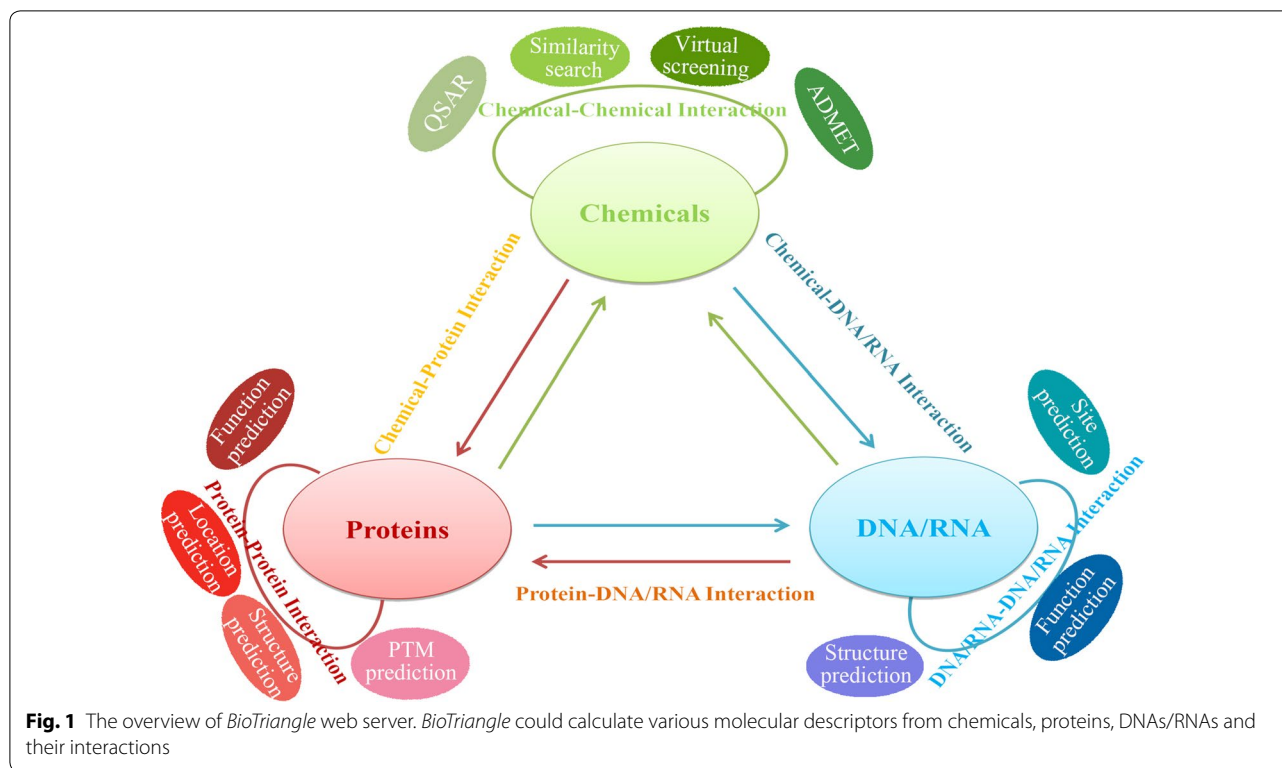 Similarity
search
Virtual
screening
QSAR
ADMET
Chemical-Chemical Interaction
Chemicals
Chemical-Protein Interaction
Chemical-DNA/RNA Interaction
Function
prediction
Location
prediction
Structure
prediction
PTM
prediction
Protein-Protein Interaction
Proteins
Protein-DNA/RNA Interaction
DNA/RNA
Site
prediction
DNA/RNA-DNA/RNA Interaction
Function
prediction
Structure
prediction
Fig. 1 The overview of BioTriangle web server. BioTriangle could calculate various molecular descriptors from chemicals, proteins, DNAs/RNAs and
their interactions